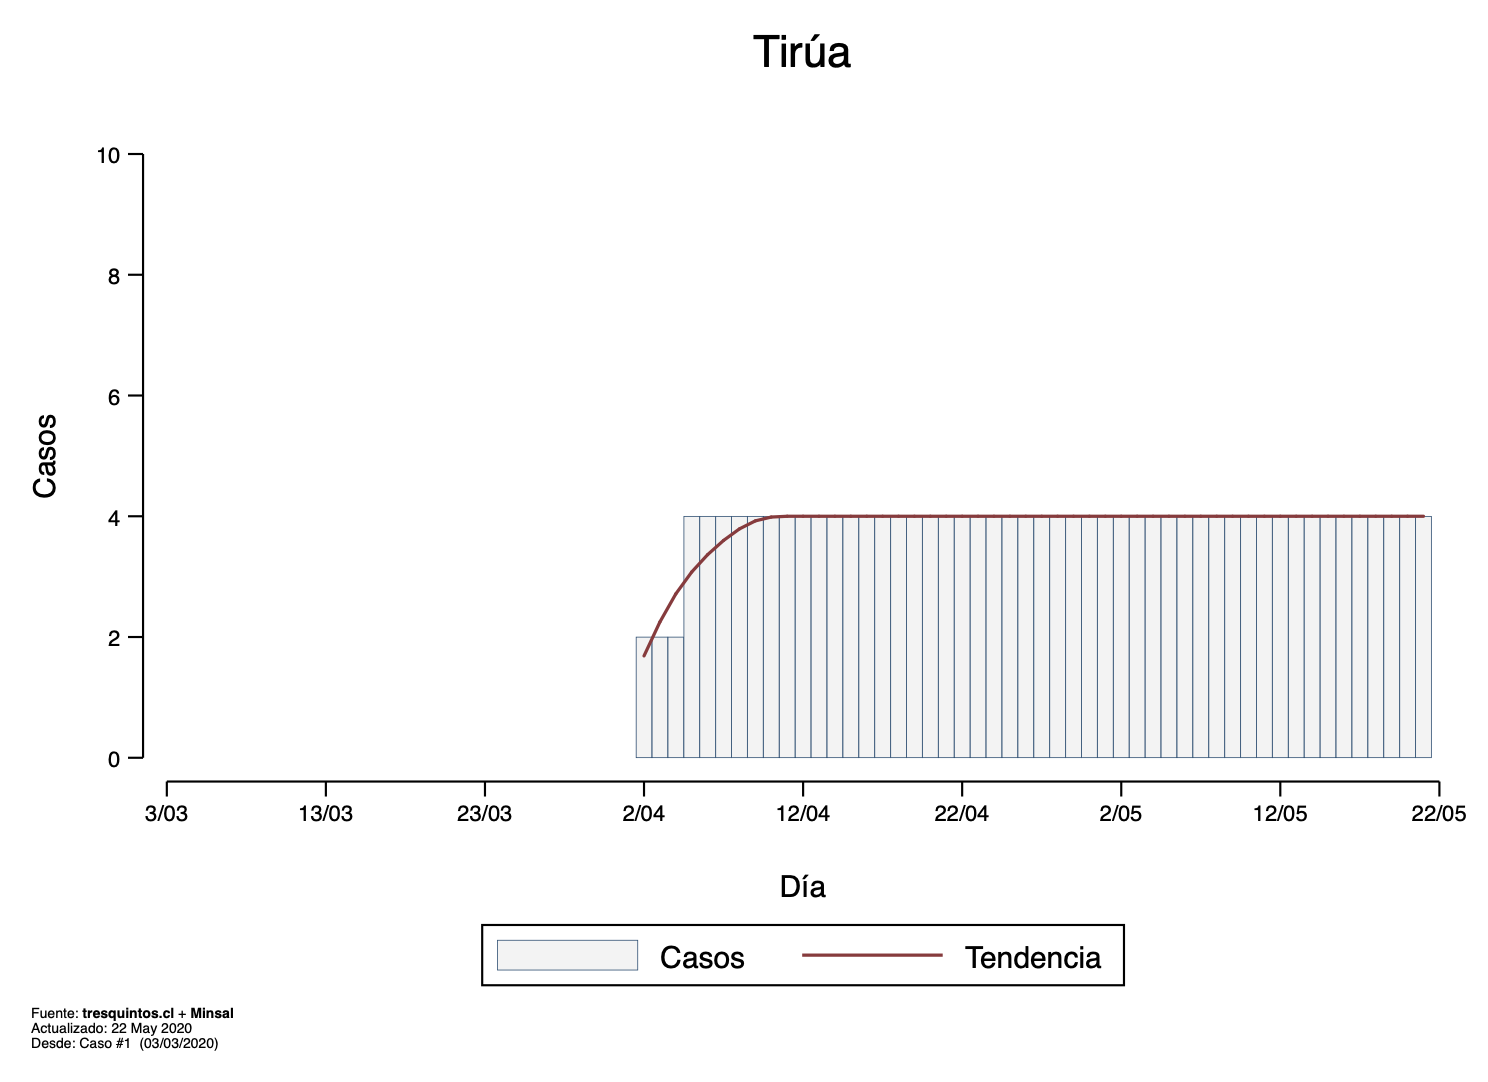 Tirúa
10
8
6
4
2
0
Casos
3/03 13/03 23/03 2/04 12/04 22/04 2/05 12/05 22/05
Día
Casos Tendencia
Fuente: tresquintos.cl + Minsal
Actualizado: 22 May 2020
Desde: Caso #1 (03/03/2020)